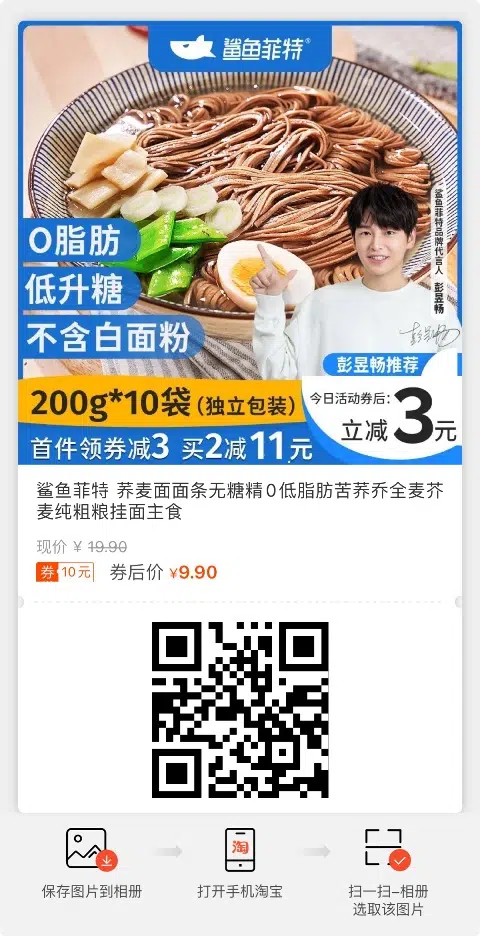 鲨鱼菲特®
0脂肪
低升糖
不含白面粉
鲨鱼菲特品牌代言人 彭昱畅
彭昱畅推荐
200g*10袋(独立包装)
今日活动券后:
立减3元
首件领券减3 买2减11元
鲨鱼菲特 荞麦面面条无糖精0低脂肪苦荞乔全麦芥
麦纯粗粮挂面主食
现价 ¥ 19.90
券 10元 券后价 ¥9.90
淘
保存图片到相册
打开手机淘宝
扫一扫-相册
选取该图片